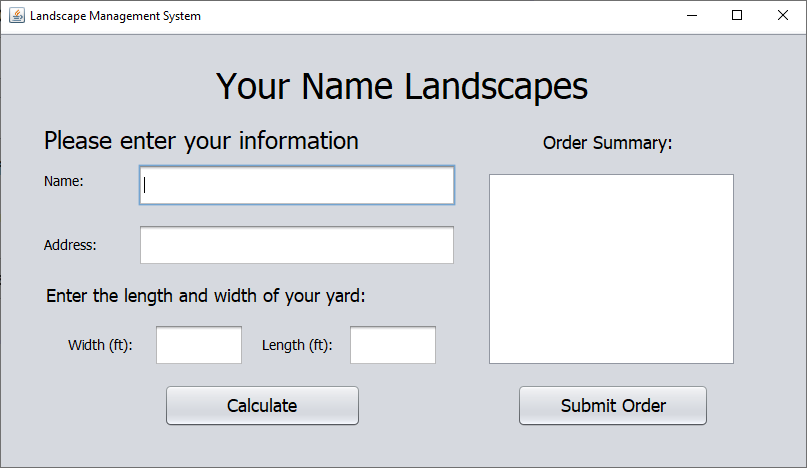 Landscape Management System
Your Name Landscapes
Please enter your information
Name:
Address:
Enter the length and width of your yard:
Width (ft):
Length (ft):
Calculate
Order Summary:
Submit Order